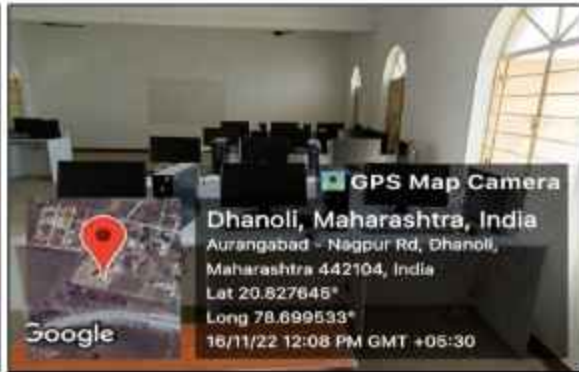 GPS Map Camera
Dhanoli, Maharashtra, India
Aurangabad - Nagpur Rd, Dhanoli,
Maharashtra 442104, India
Lat 20.827645°
Long 78.699533°
16/11/22 12:08 PM GMT +05:30
Google